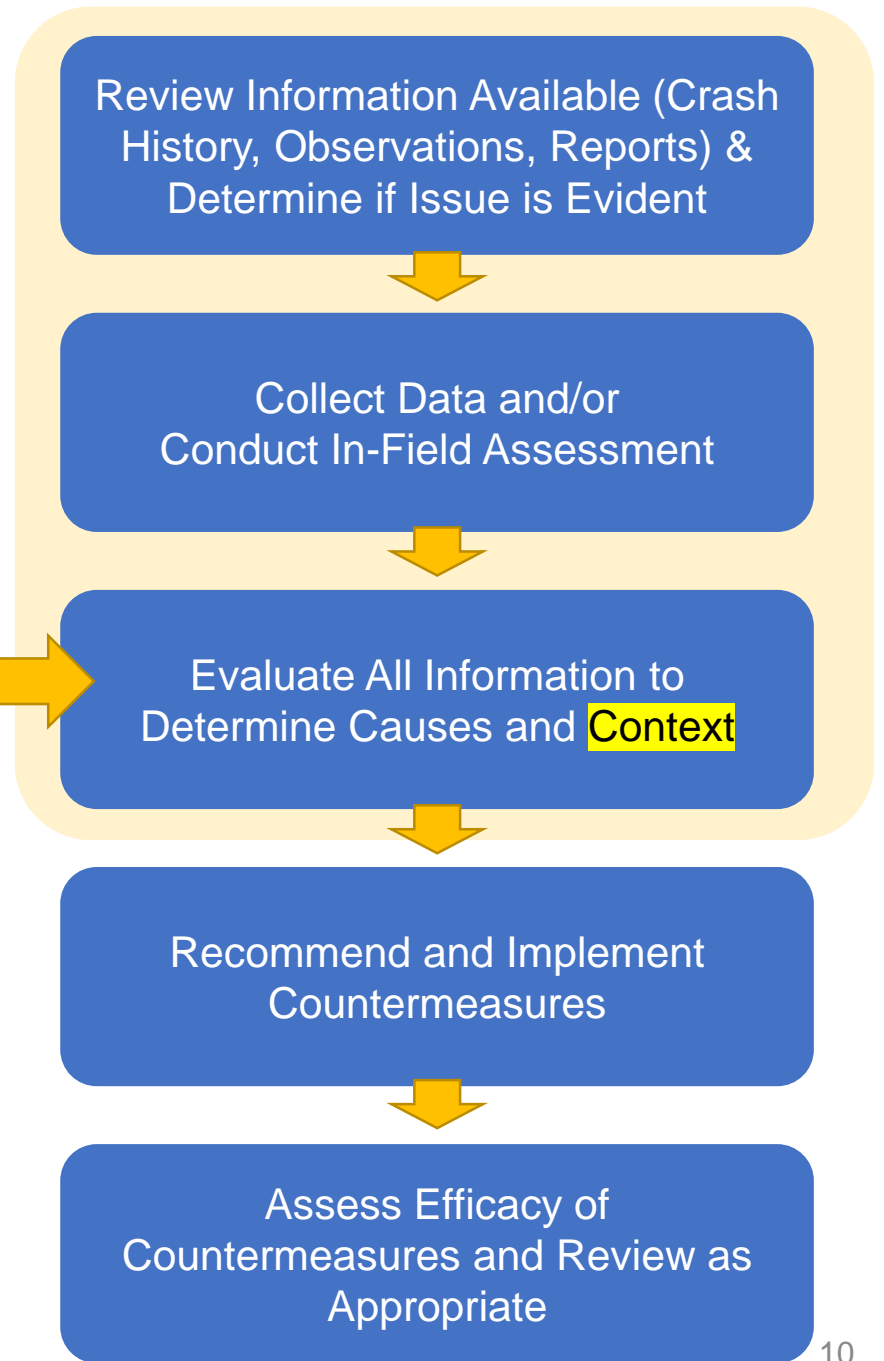 Review Information Available (Crash
History, Observations, Reports) &
Determine if Issue is Evident
Collect Data and/or
Conduct In-Field Assessment
Evaluate All Information to
Determine Causes and Context
Recommend and Implement
Countermeasures
Assess Efficacy of
Countermeasures and Review as
Appropriate
10